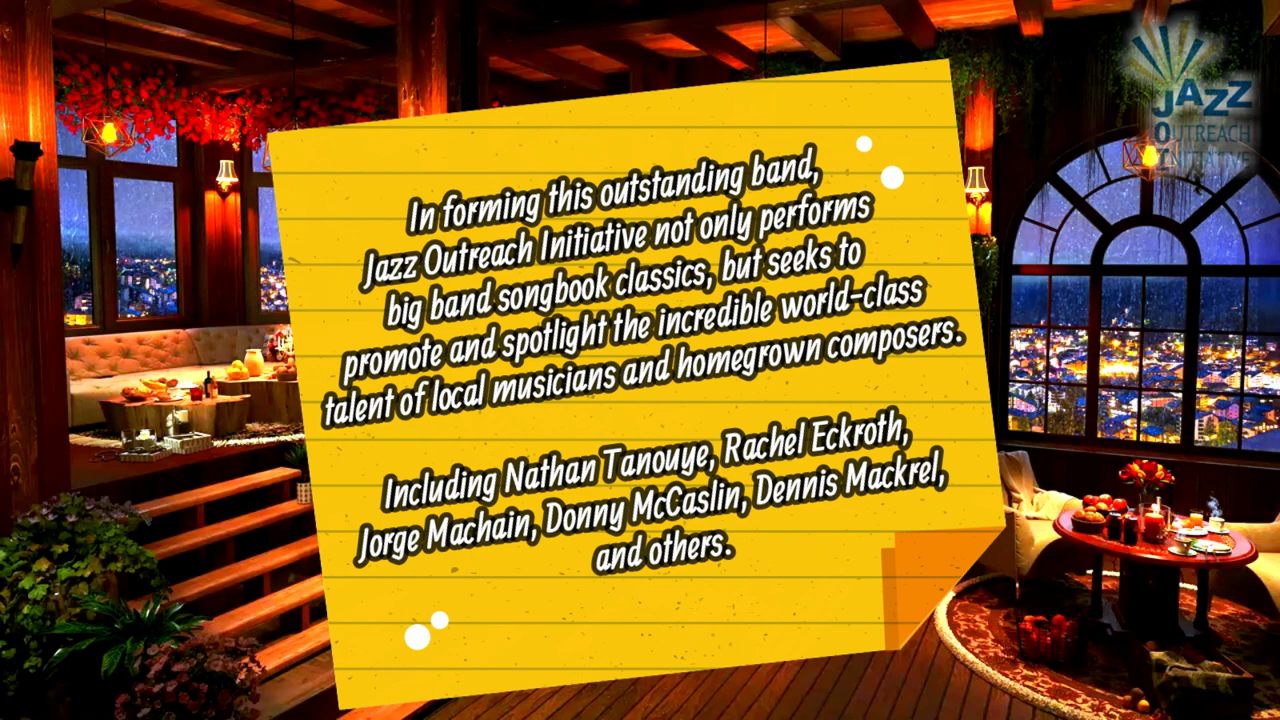 In forming this outstanding band,
Jazz Outreach Initiative not only performs
big band songbook classics, but seeks to
promote and spotlight the incredible world-class
talent of local musicians and homegrown composers.
Including Nathan Tanouye, Rachel Eckroth,
Jorge Machain, Donny McCaslin, Dennis Mackrel,
and others.
JAZZ
OUTREACH
INITIATIVE